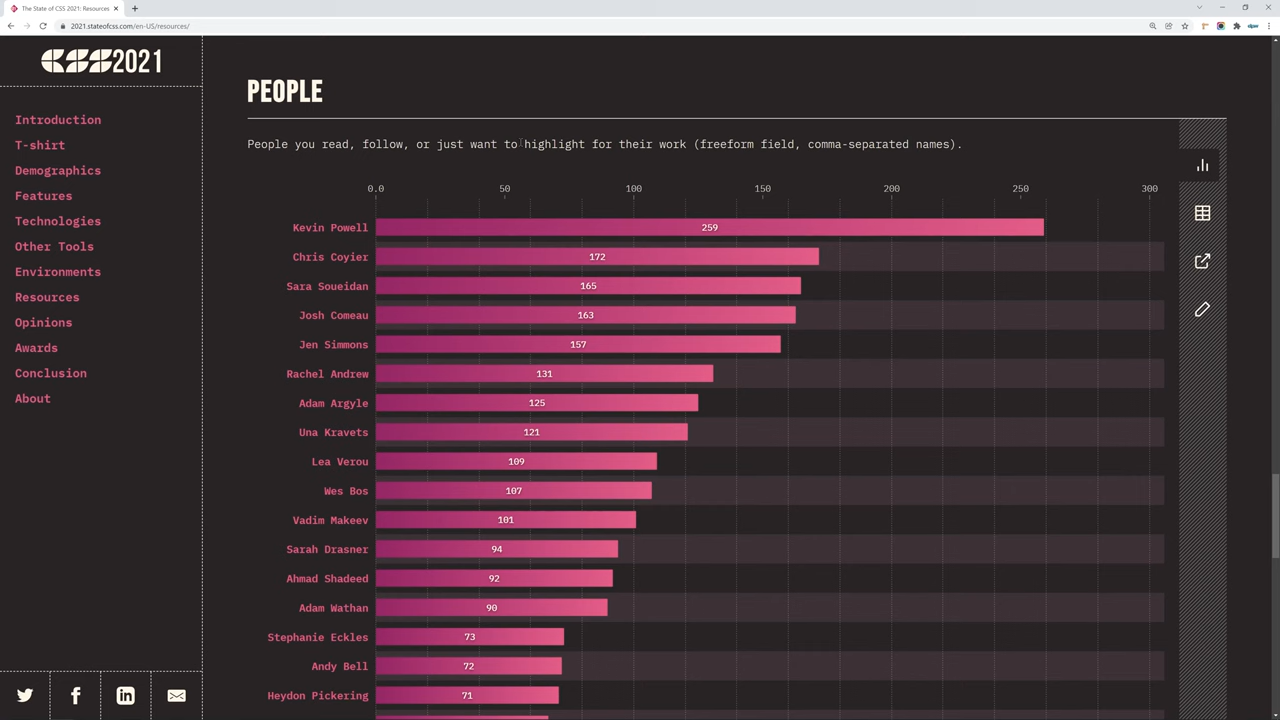 The State of CSS 2021: Resources
2021.stateofcss.com/en-US/resources/
CSS2021
Introduction
T-shirt
Demographics
Features
Technologies
Other Tools
Environments
Resources
Opinions
Awards
Conclusion
About
PEOPLE
People you read, follow, or just want to highlight for their work (freeform field, comma-separated names).
0.0 50 100 150 200 250 300
Kevin Powell 259
Chris Coyier 172
Sara Soueidan 165
Josh Comeau 163
Jen Simmons 157
Rachel Andrew 131
Adam Argyle 125
Una Kravets 121
Lea Verou 109
Wes Bos 107
Vadim Makeev 101
Sarah Drasner 94
Ahmad Shadeed 92
Adam Wathan 90
Stephanie Eckles 73
Andy Bell 72
Heydon Pickering 71